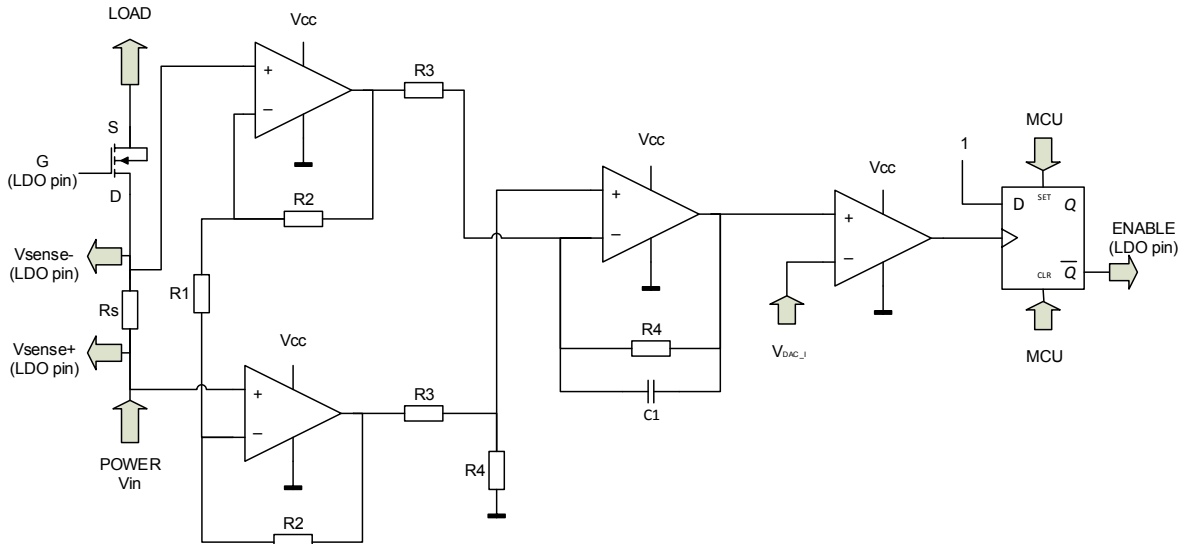 LOAD
Vcc
+
−
R3
S
G
(LDO pin)
D
R2
Vsense-
(LDO pin)
R1
Rs
Vsense+
(LDO pin)
Vcc
+
−
R3
POWER
Vin
R4
R2
Vcc
+
−
R4
C1
Vcc
+
−
VDAC_I
1
MCU
D
SET
Q
CLR
Q
MCU
ENABLE
(LDO pin)